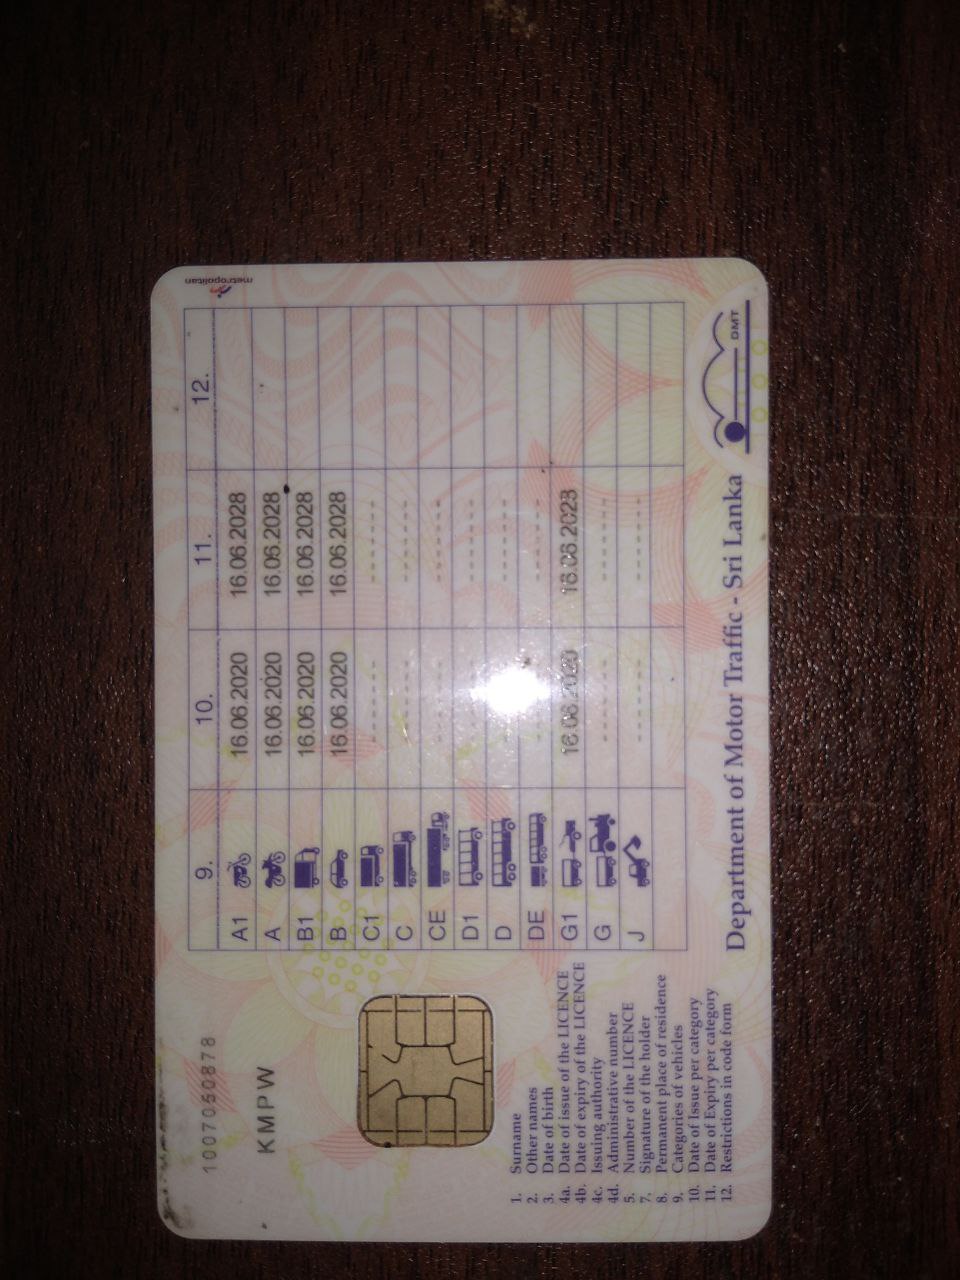 1007050878
KMPW
9. 10. 11. 12.
A1 16.06.2020 16.06.2028
A 16.06.2020 16.06.2028
B1 16.06.2020 16.06.2028
B 16.06.2020 16.06.2028
C1 -------- --------
C -------- --------
CE -------- --------
D1 -------- --------
D -------- --------
DE -------- --------
G1 16.06.2020 16.06.2028
G -------- --------
J -------- --------
metropolitan
1. Surname
2. Other names
3. Date of birth
4a. Date of issue of the LICENCE
4b. Date of expiry of the LICENCE
4c. Issuing authority
4d. Administrative number
5. Number of the LICENCE
7. Signature of the holder
8. Permanent place of residence
9. Categories of vehicles
10. Date of Issue per category
11. Date of Expiry per category
12. Restrictions in code form
Department of Motor Traffic - Sri Lanka
DMT